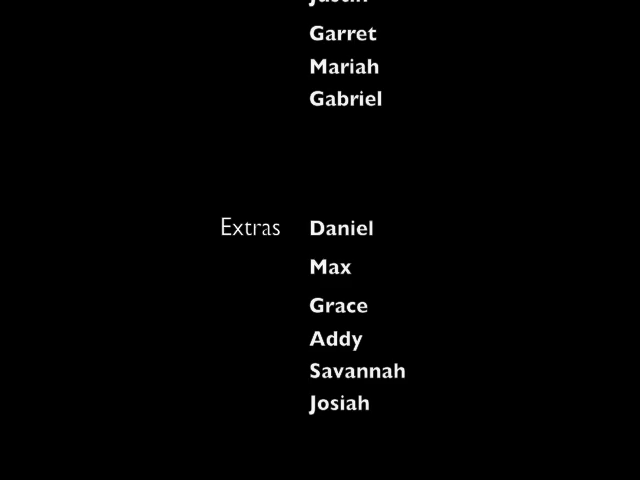 Garret
Mariah
Gabriel
Extras Daniel
Max
Grace
Addy
Savannah
Josiah